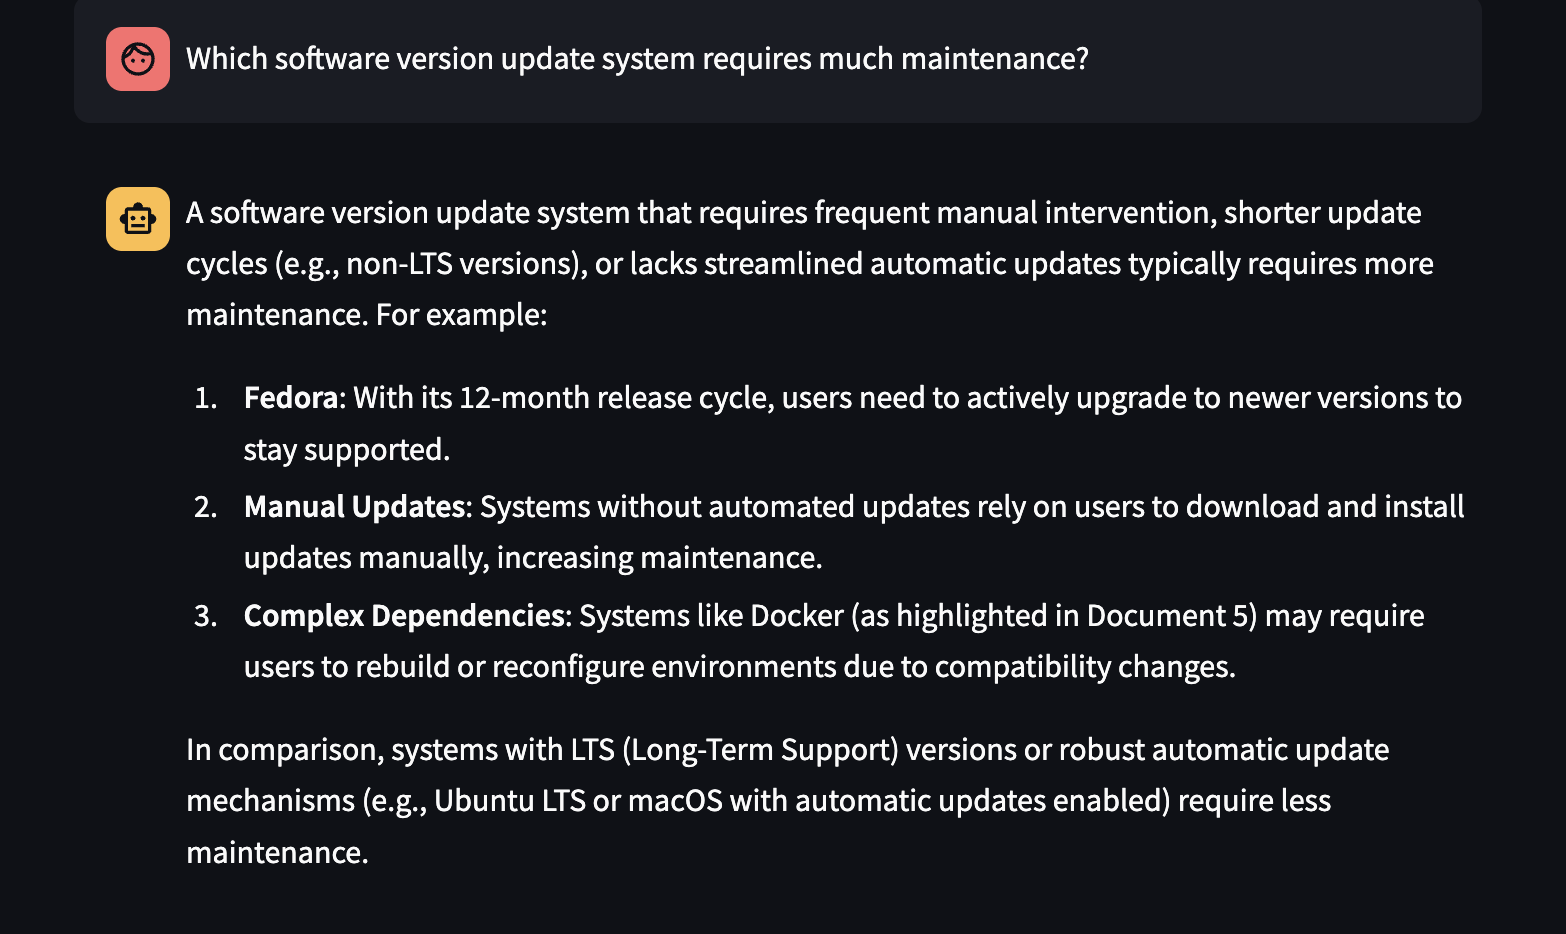 Which software version update system requires much maintenance?
A software version update system that requires frequent manual intervention, shorter update
cycles (e.g., non-LTS versions), or lacks streamlined automatic updates typically requires more
maintenance. For example:
1. Fedora: With its 12-month release cycle, users need to actively upgrade to newer versions to
stay supported.
2. Manual Updates: Systems without automated updates rely on users to download and install
updates manually, increasing maintenance.
3. Complex Dependencies: Systems like Docker (as highlighted in Document 5) may require
users to rebuild or reconfigure environments due to compatibility changes.
In comparison, systems with LTS (Long-Term Support) versions or robust automatic update
mechanisms (e.g., Ubuntu LTS or macOS with automatic updates enabled) require less
maintenance.